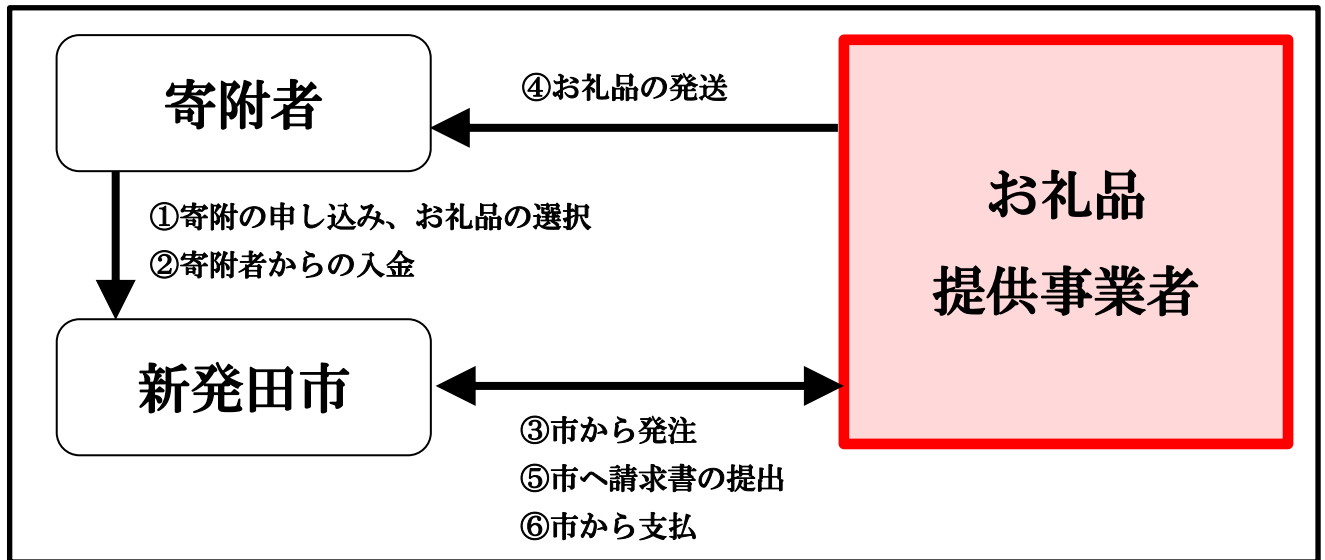 寄附者
④お礼品の発送
お礼品
提供事業者
①寄附の申し込み、お礼品の選択
②寄附者からの入金
新発田市
③市から発注
⑤市へ請求書の提出
⑥市から支払